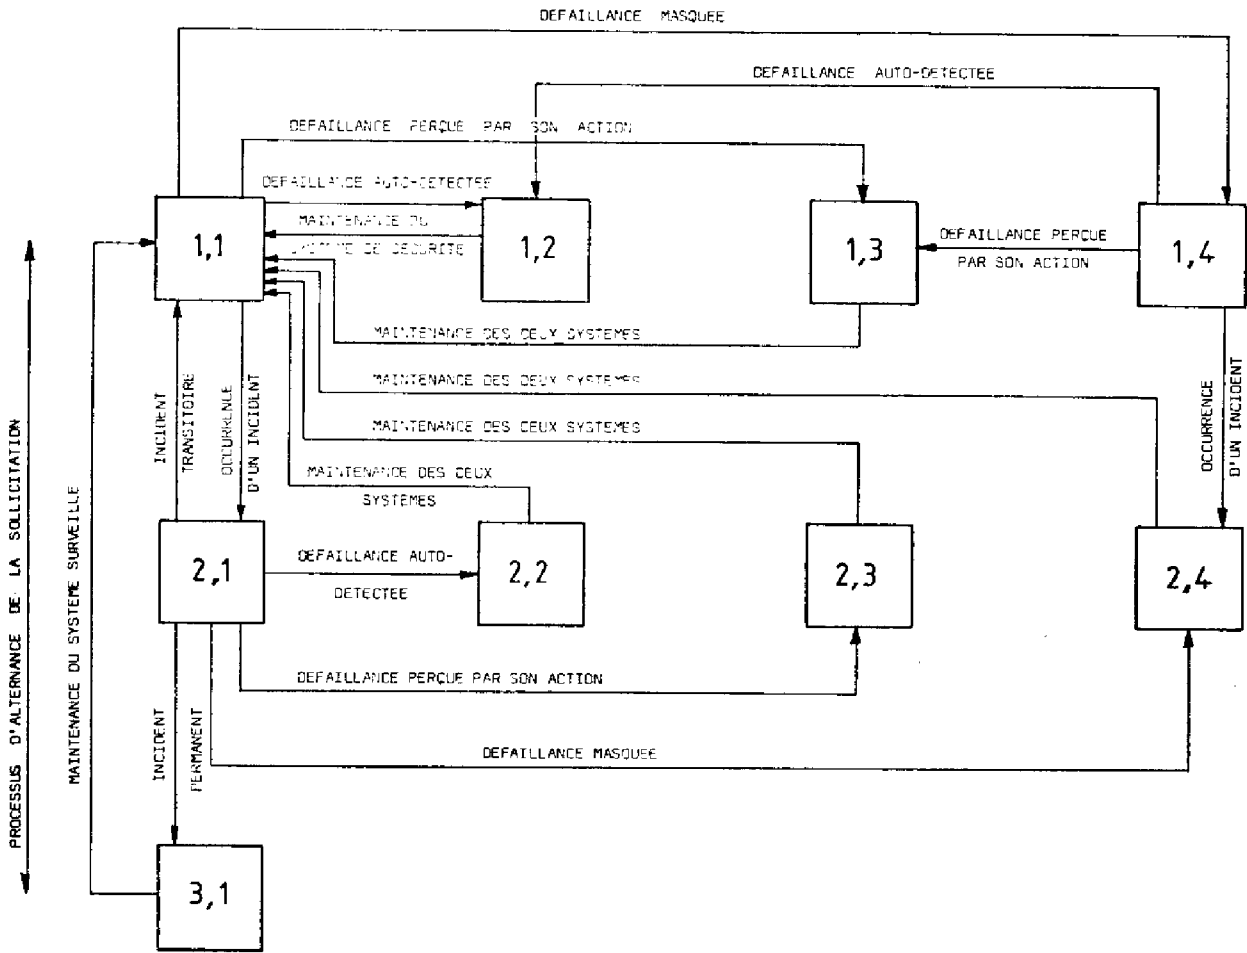 DEFAILLANCE MASQUEE
DEFAILLANCE AUTO-DETECTEE
DEFAILLANCE PERÇUE PAR SON ACTION
DEFAILLANCE AUTO-DETECTEE
MAINTENANCE DU
SYSTEME DE SECURITE
1,1
1,2
1,3
DEFAILLANCE PERÇUE
PAR SON ACTION
1,4
MAINTENANCE DES DEUX SYSTEMES
MAINTENANCE DES DEUX SYSTEMES
MAINTENANCE DES DEUX SYSTEMES
MAINTENANCE DES DEUX
SYSTEMES
INCIDENT
TRANSITOIRE
OCCURRENCE
D'UN INCIDENT
OCCURRENCE
D'UN INCIDENT
2,1
DEFAILLANCE AUTO-
DETECTEE
2,2
2,3
2,4
DEFAILLANCE PERÇUE PAR SON ACTION
DEFAILLANCE MASQUEE
INCIDENT
PERMANENT
3,1
MAINTENANCE DU SYSTEME SURVEILLE
PROCESSUS D'ALTERNANCE DE LA SOLLICITATION